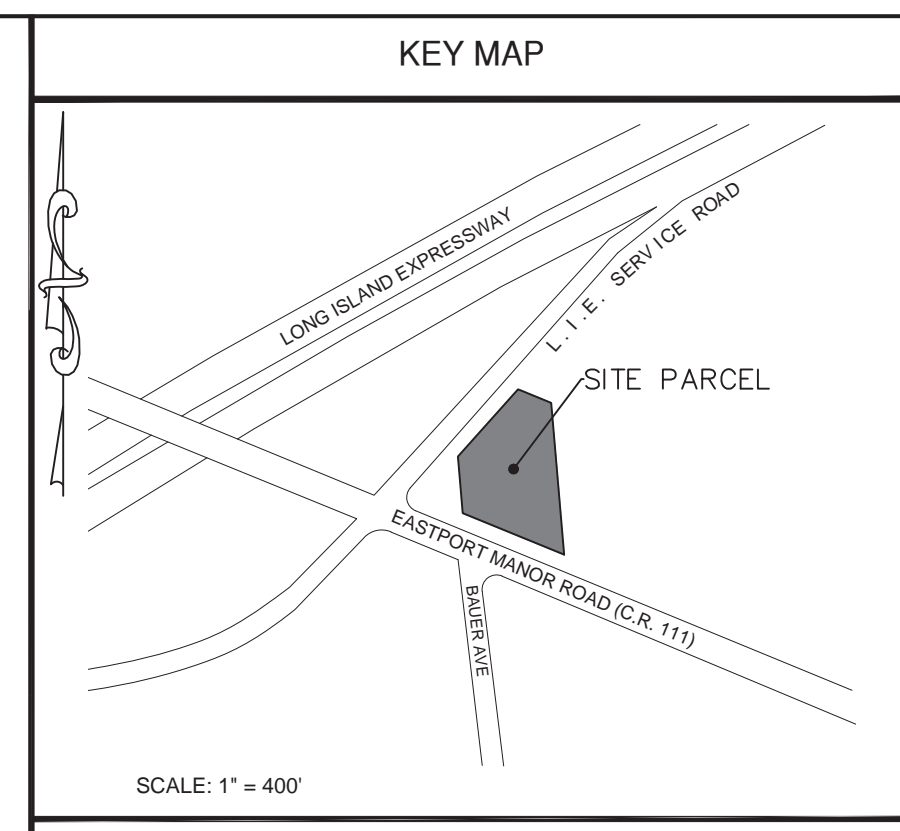 KEY MAP
LONG ISLAND EXPRESSWAY
L.I.E. SERVICE ROAD
SITE PARCEL
EASTPORT MANOR ROAD (C.R. 111)
BAUER AVE
SCALE: 1" = 400'